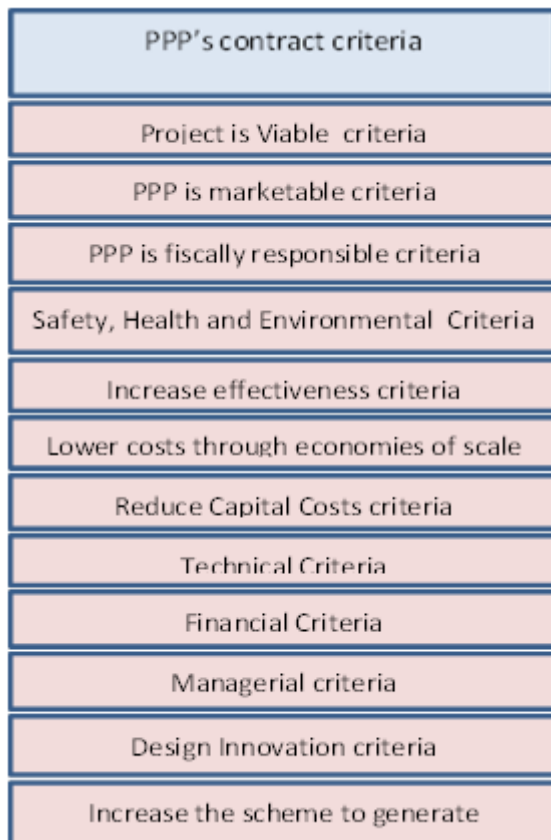 PPP's contract criteria
Project is Viable criteria
PPP is marketable criteria
PPP is fiscally responsible criteria
Safety, Health and Environmental Criteria
Increase effectiveness criteria
Lower costs through economies of scale
Reduce Capital Costs criteria
Technical Criteria
Financial Criteria
Managerial criteria
Design Innovation criteria
Increase the scheme to generate